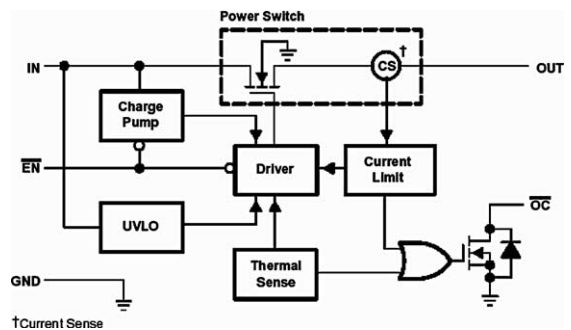 Power Switch
†
IN
CS
OUT
Charge
Pump
EN
Driver
Current
Limit
UVLO
OC
Thermal
Sense
GND
†Current Sense